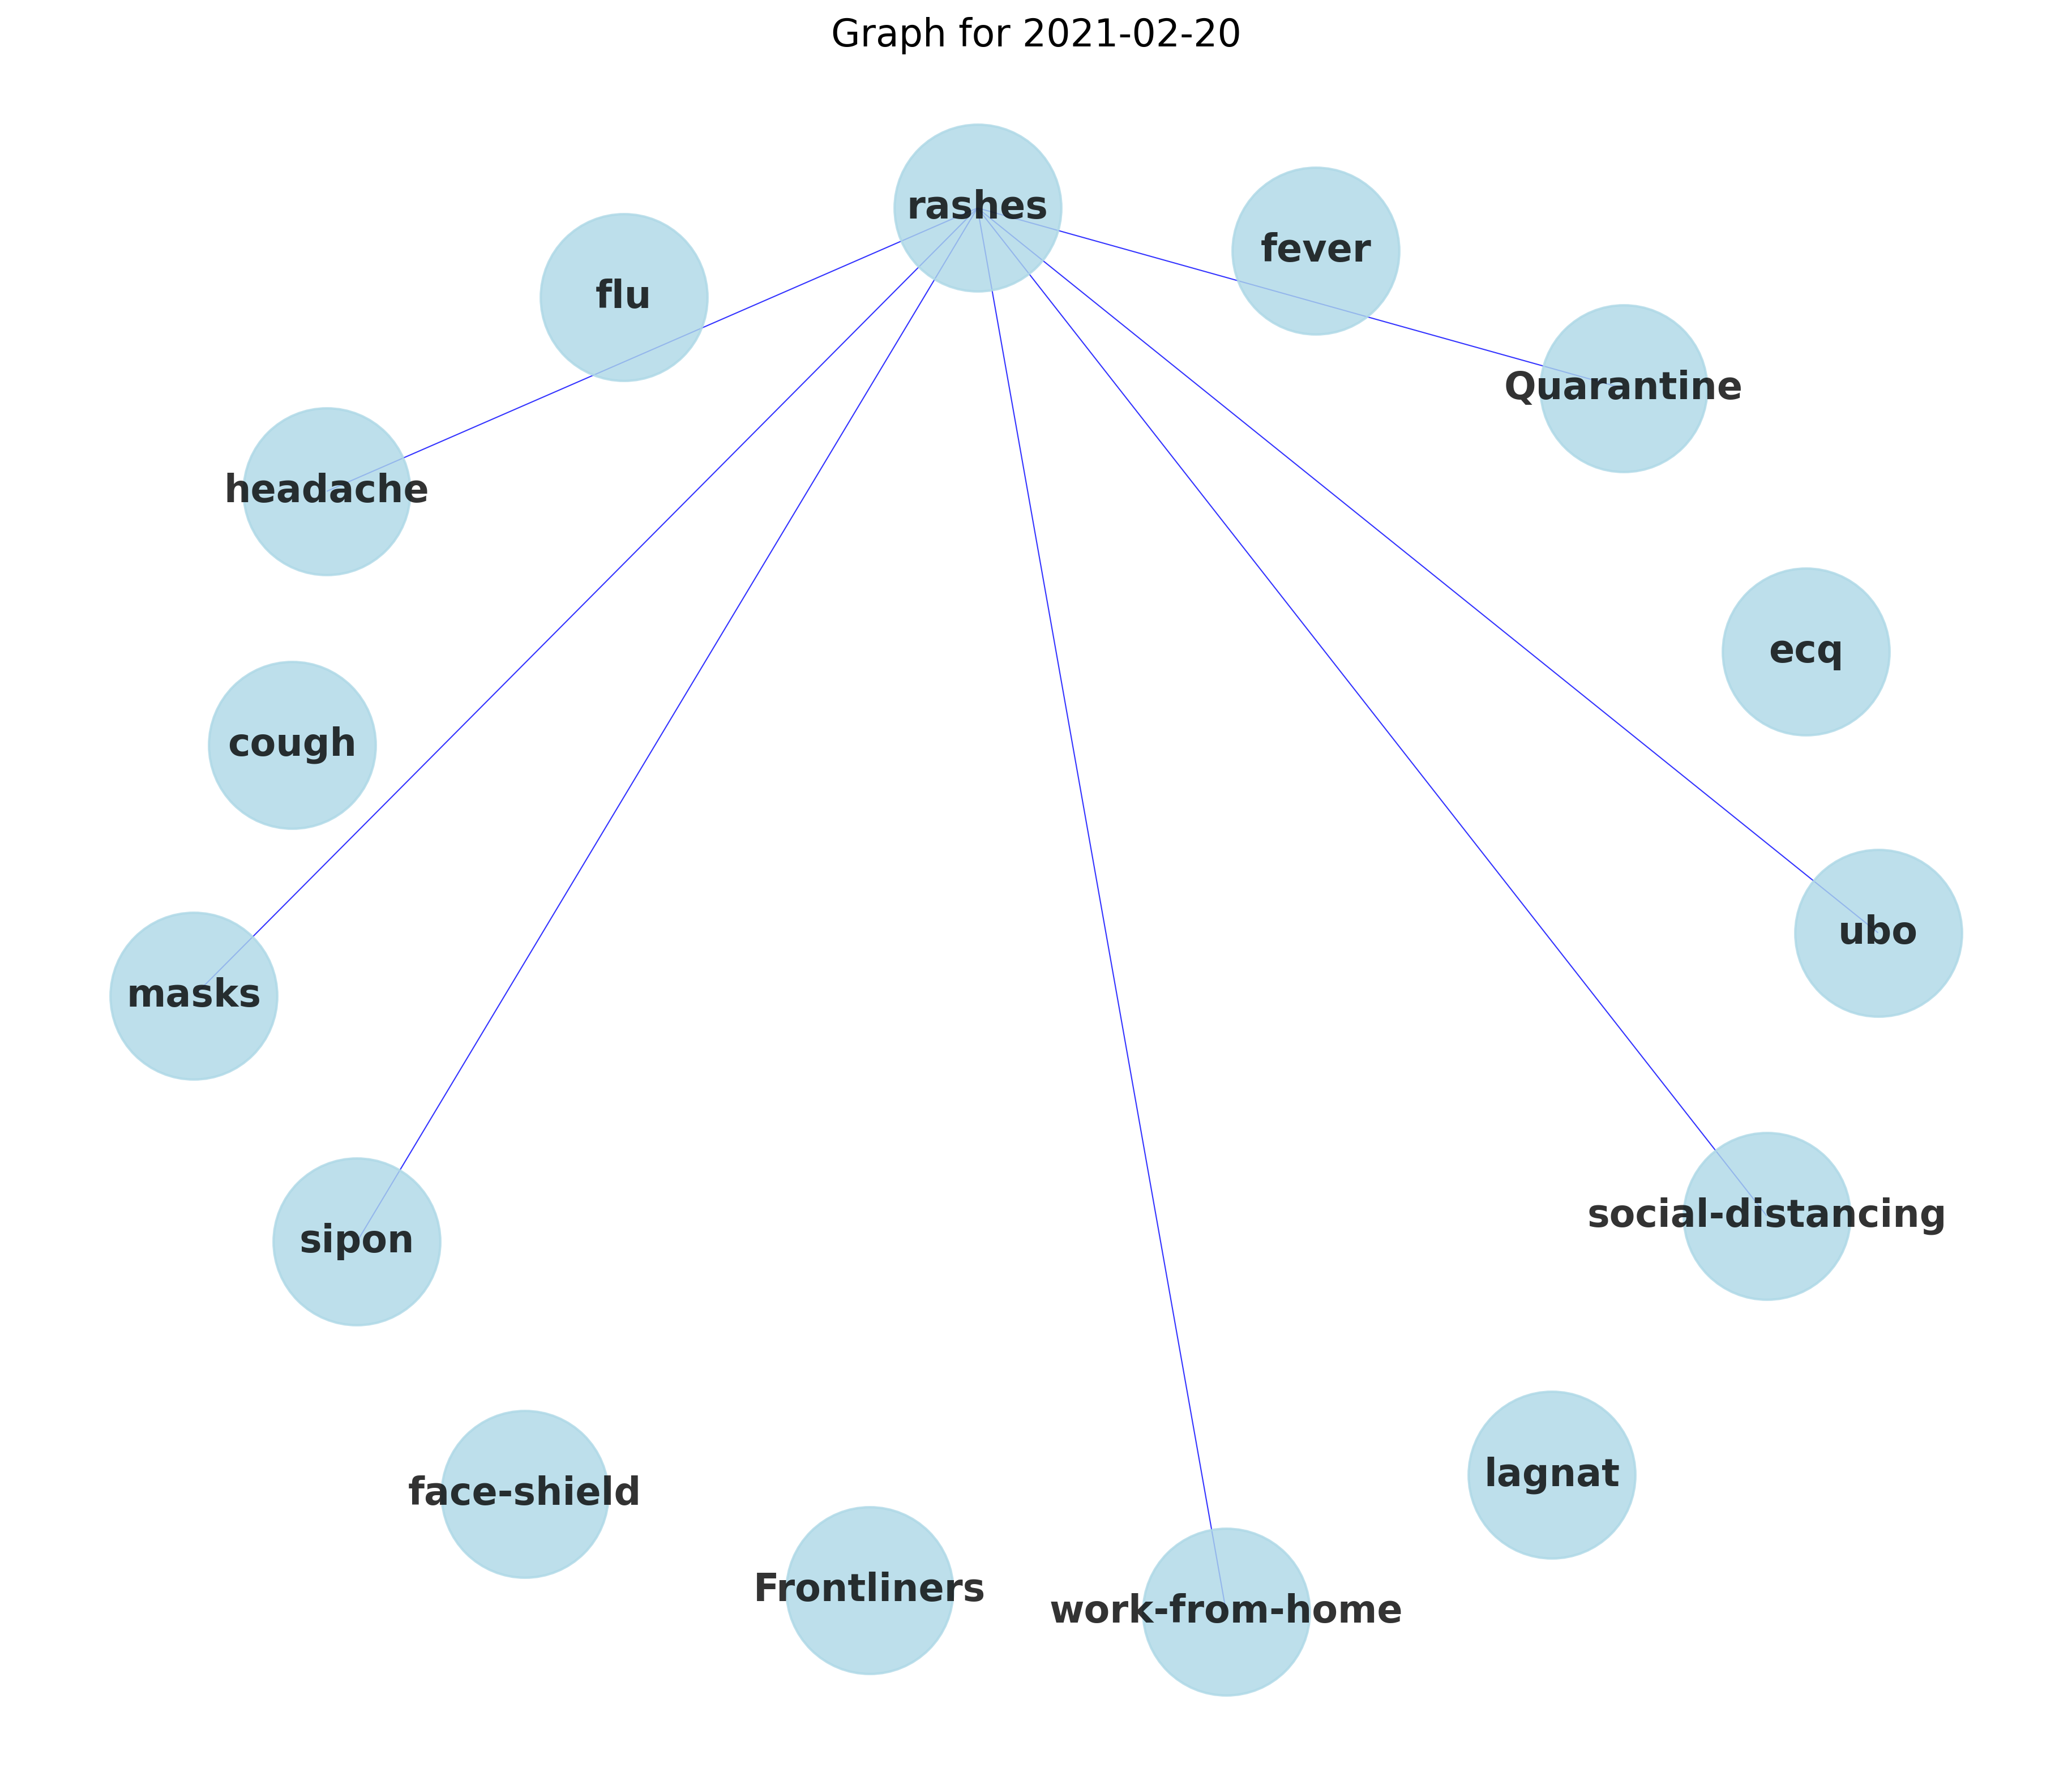 Graph for 2021-02-20
rashes
fever
flu
Quarantine
headache
ecq
cough
ubo
masks
social-distancing
sipon
lagnat
face-shield
Frontliners
work-from-home